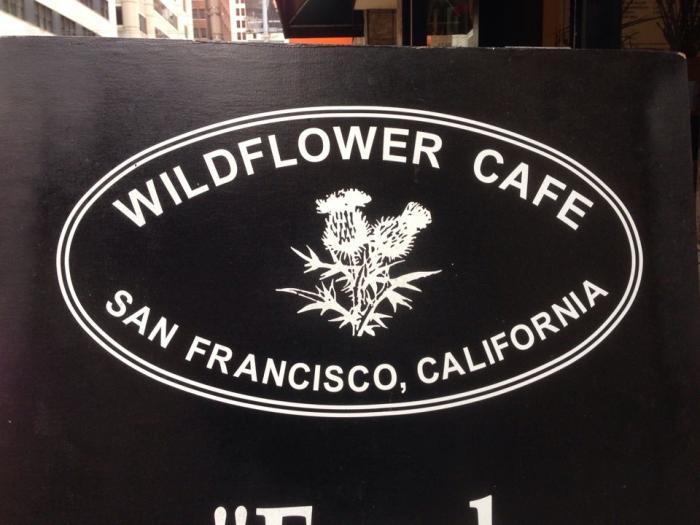 WILDFLOWER CAFE
SAN FRANCISCO, CALIFORNIA